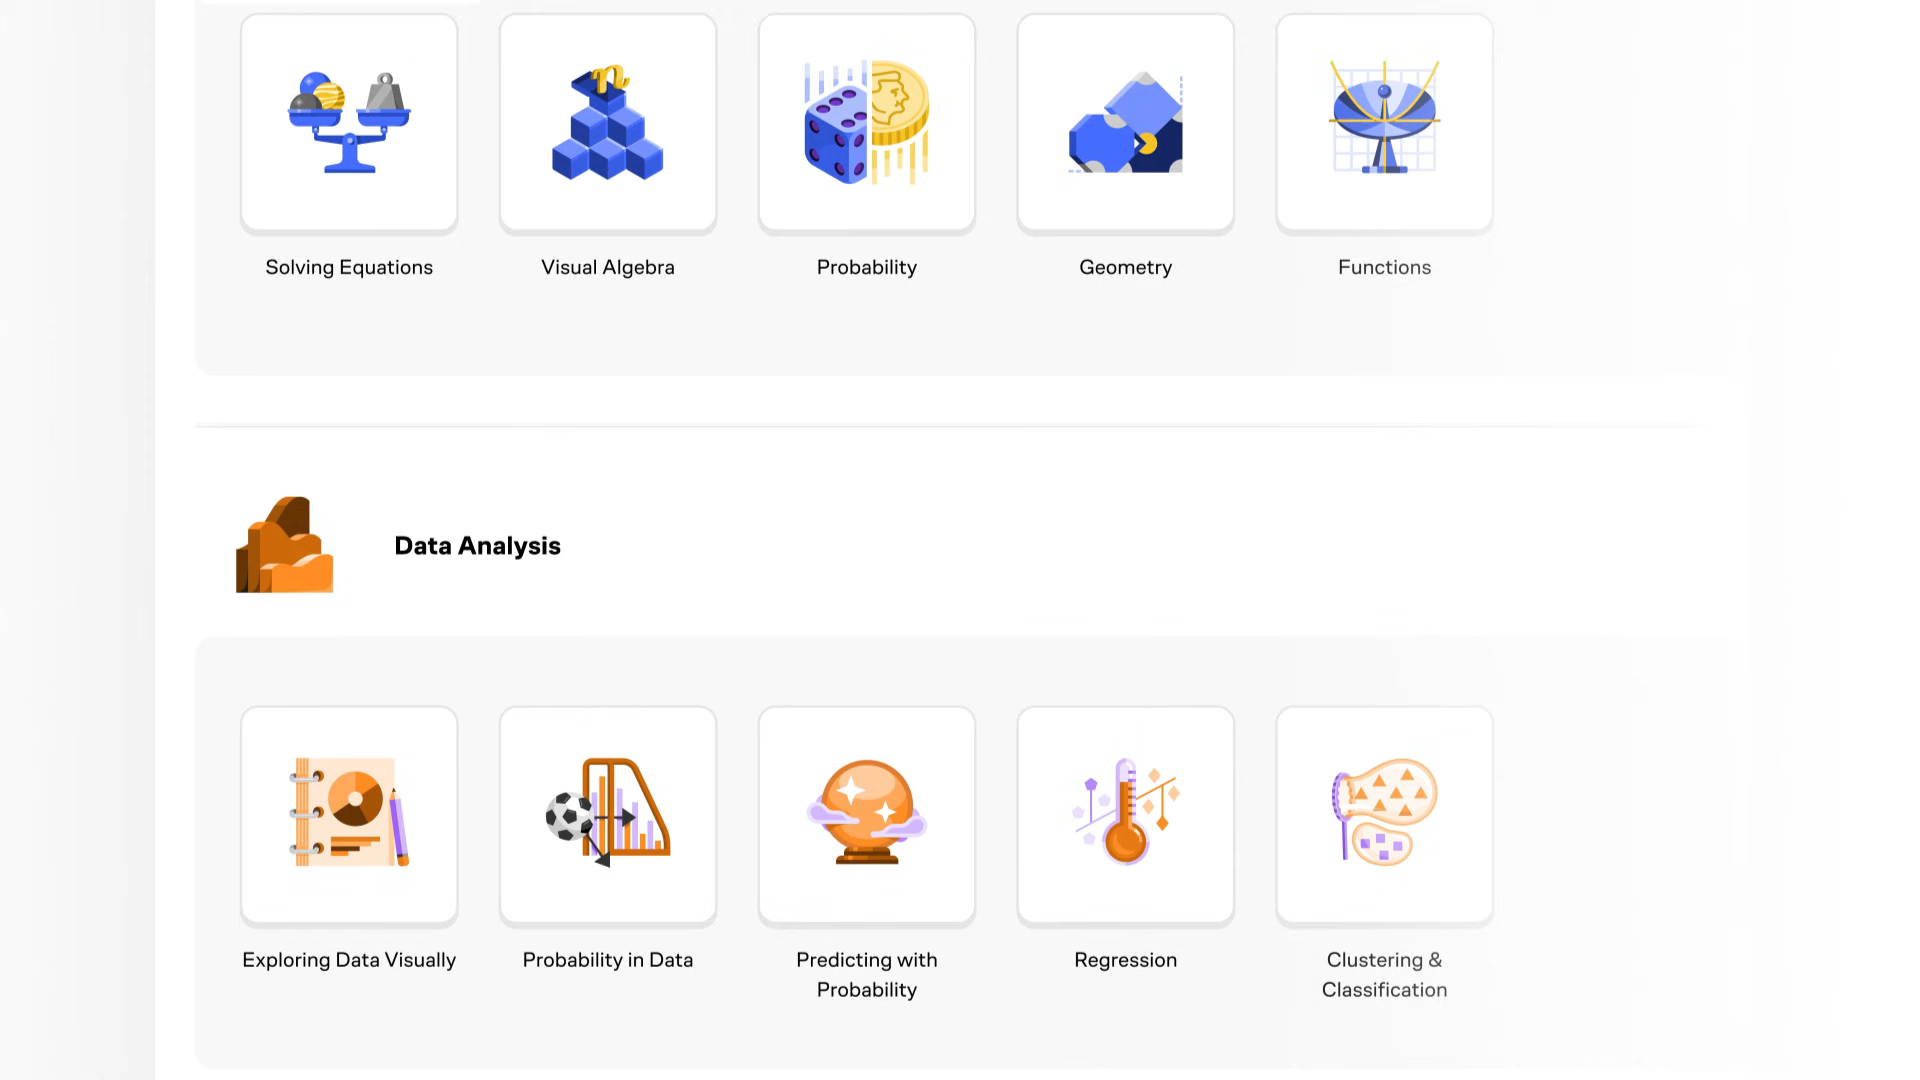 Solving Equations
Visual Algebra
Probability
Geometry
Functions
Data Analysis
Exploring Data Visually
Probability in Data
Predicting with
Probability
Regression
Clustering &
Classification